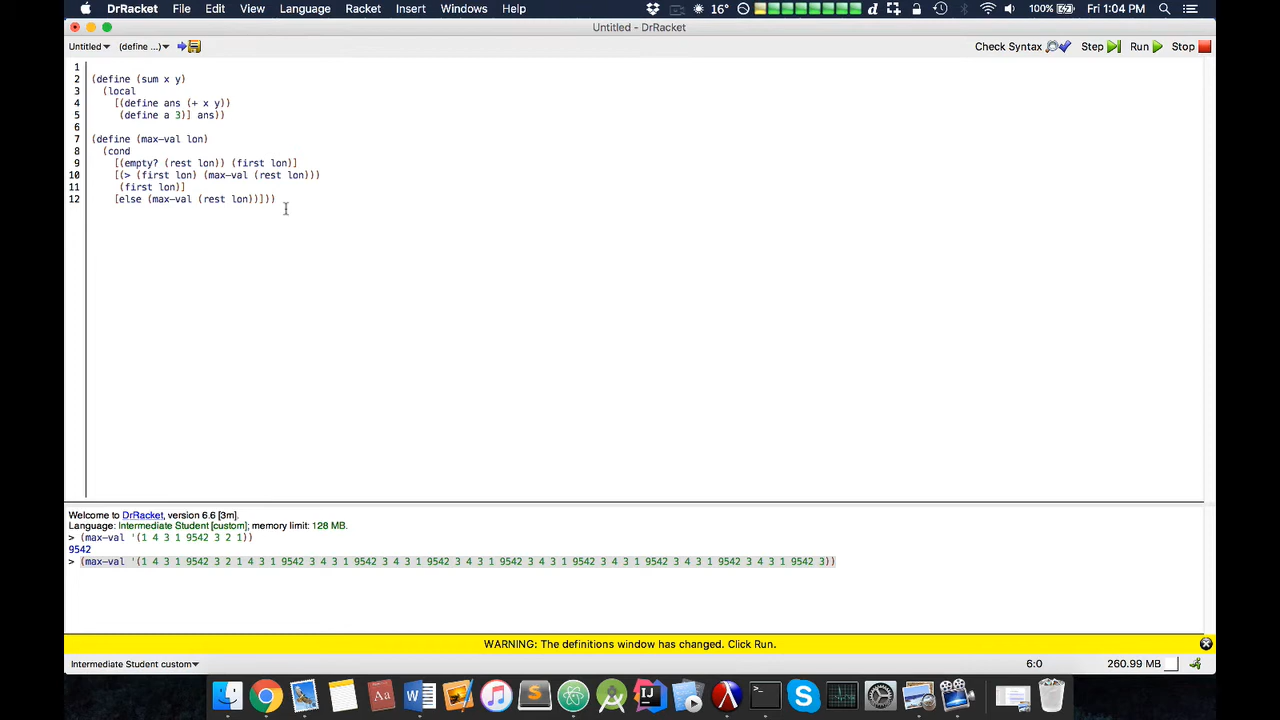 DrRacket File Edit View Language Racket Insert Windows Help 16° 100% Fri 1:04 PM
Untitled - DrRacket
Untitled (define ...) Check Syntax Step Run Stop
1
2 (define (sum x y)
3 (local
4 [(define ans (+ x y))
5 (define a 3)] ans))
6
7 (define (max-val lon)
8 (cond
9 [(empty? (rest lon)) (first lon)]
10 [(> (first lon) (max-val (rest lon)))
11 (first lon)]
12 [else (max-val (rest lon))]))
Welcome to DrRacket, version 6.6 [3m].
Language: Intermediate Student [custom]; memory limit: 128 MB.
> (max-val '(1 4 3 1 9542 3 2 1))
9542
> (max-val '(1 4 3 1 9542 3 2 1 4 3 1 9542 3 4 3 1 9542 3 4 3 1 9542 3 4 3 1 9542 3 4 3 1 9542 3 4 3 1 9542 3 4 3 1 9542 3 4 3 1 9542 3))
WARNING: The definitions window has changed. Click Run.
Intermediate Student custom 6:0 260.99 MB